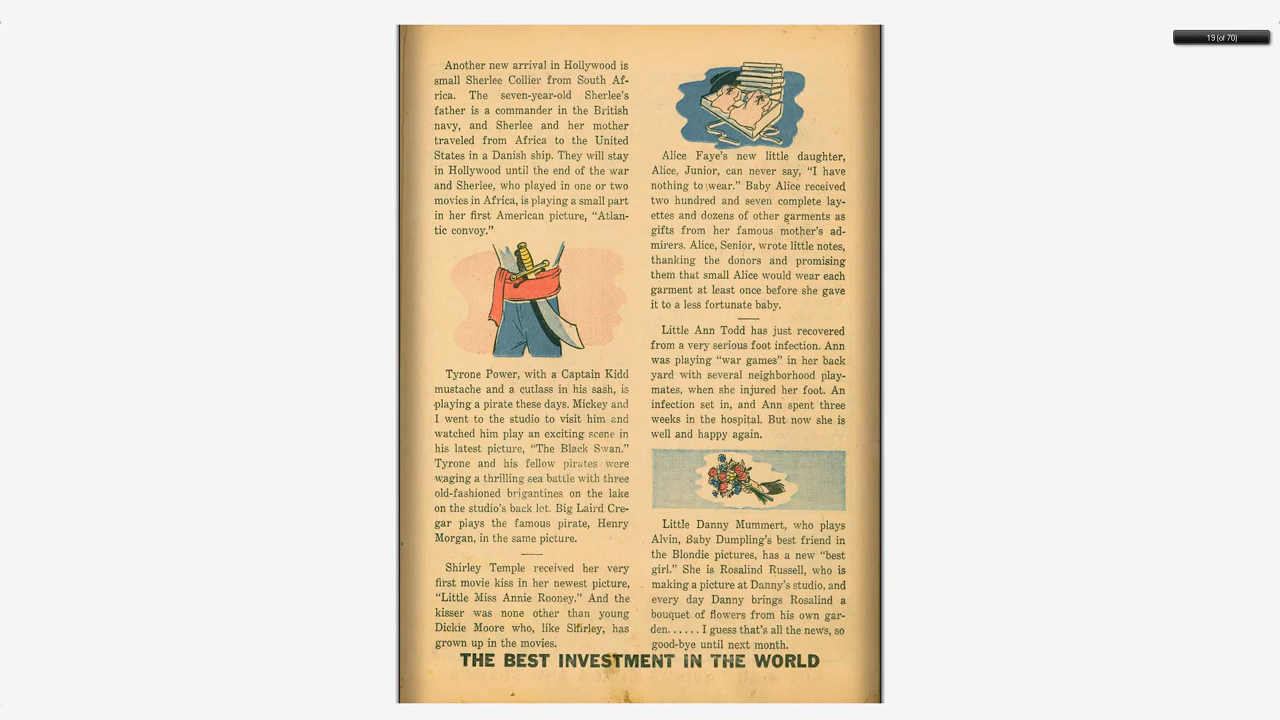 19 (of 70)
Another new arrival in Hollywood is
small Sherlee Collier from South Af-
rica. The seven-year-old Sherlee's
father is a commander in the British
navy, and Sherlee and her mother
traveled from Africa to the United
States in a Danish ship. They will stay
in Hollywood until the end of the war
and Sherlee, who played in one or two
movies in Africa, is playing a small part
in her first American picture, “Atlan-
tic convoy.”
Tyrone Power, with a Captain Kidd
mustache and a cutlass in his sash, is
playing a pirate these days. Mickey and
I went to the studio to visit him and
watched him play an exciting scene in
his latest picture, “The Black Swan.”
Tyrone and his fellow pirates were
waging a thrilling sea battle with three
old-fashioned brigantines on the lake
on the studio's back lot. Big Laird Cre-
gar plays the famous pirate, Henry
Morgan, in the same picture.
Shirley Temple received her very
first movie kiss in her newest picture,
“Little Miss Annie Rooney.” And the
kisser was none other than young
Dickie Moore who, like Shirley, has
grown up in the movies.
Alice Faye's new little daughter,
Alice, Junior, can never say, “I have
nothing to wear.” Baby Alice received
two hundred and seven complete lay-
ettes and dozens of other garments as
gifts from her famous mother's ad-
mirers. Alice, Senior, wrote little notes,
thanking the donors and promising
them that small Alice would wear each
garment at least once before she gave
it to a less fortunate baby.
Little Ann Todd has just recovered
from a very serious foot infection. Ann
was playing “war games” in her back
yard with several neighborhood play-
mates, when she injured her foot. An
infection set in, and Ann spent three
weeks in the hospital. But now she is
well and happy again.
Little Danny Mummert, who plays
Alvin, Baby Dumpling's best friend in
the Blondie pictures, has a new “best
girl.” She is Rosalind Russell, who is
making a picture at Danny's studio, and
every day Danny brings Rosalind a
bouquet of flowers from his own gar-
den......I guess that's all the news, so
good-bye until next month.
THE BEST INVESTMENT IN THE WORLD